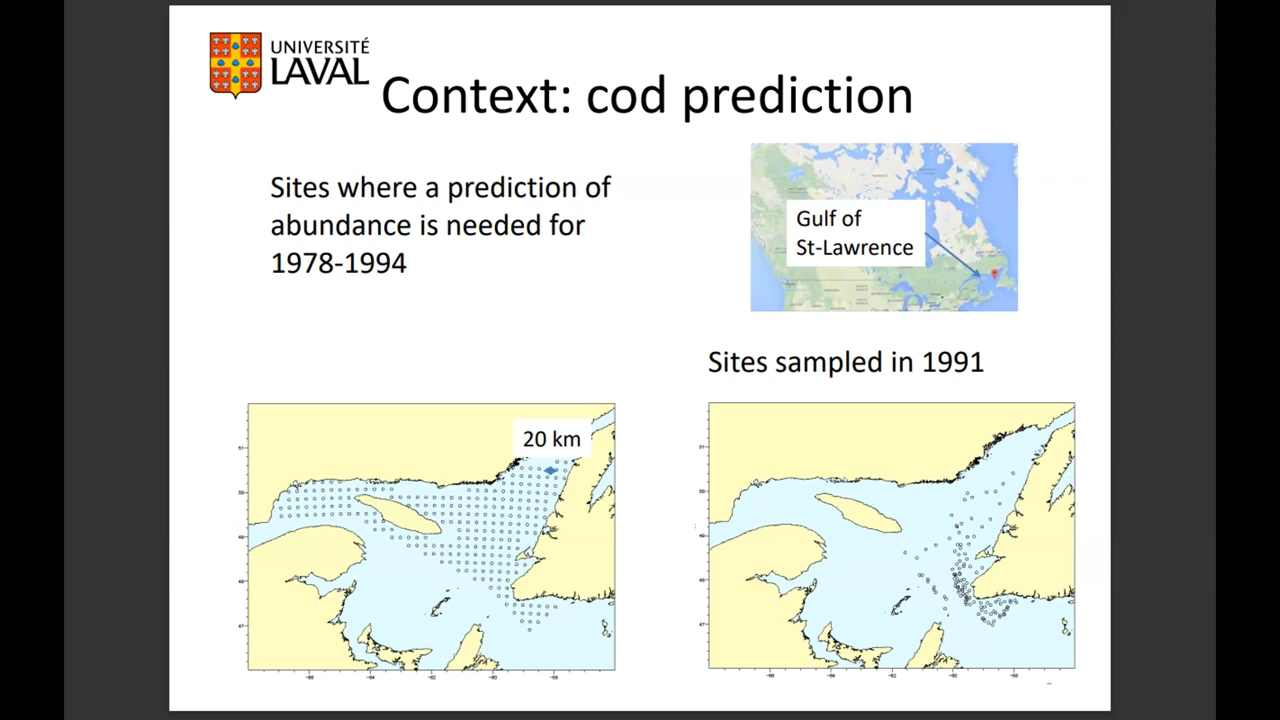 UNIVERSITÉ
LAVAL
Context: cod prediction
Sites where a prediction of
abundance is needed for
1978-1994
Gulf of
St-Lawrence
Sites sampled in 1991
20 km